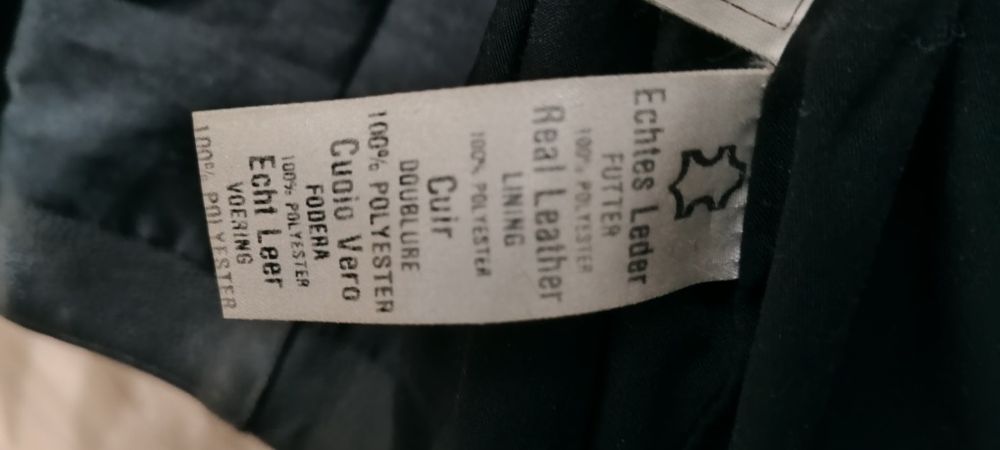 Echtes Leder
FUTTER
100% POLYESTER
Real Leather
LINING
100% POLYESTER
Cuir
DOUBLURE
100% POLYESTER
Cuoio Vero
FODERA
100% POLYESTER
Echt Leer
VOERING
100% POLYESTER